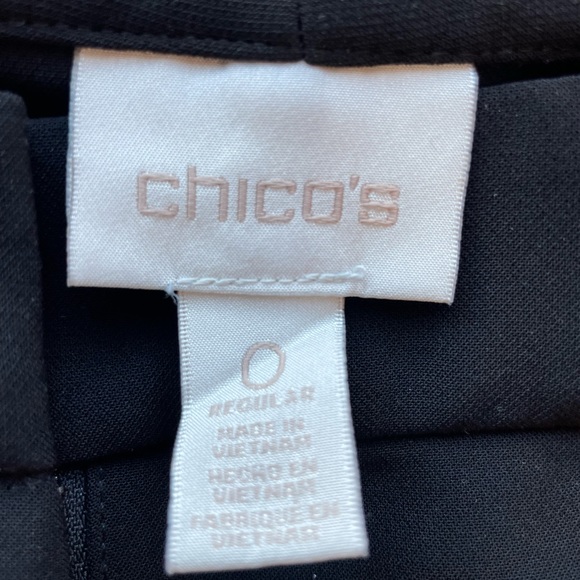 chico's
0
REGULAR
MADE IN
VIETNAM
HECHO EN
VIETNAM
FABRIQUE EN
VIETNAM